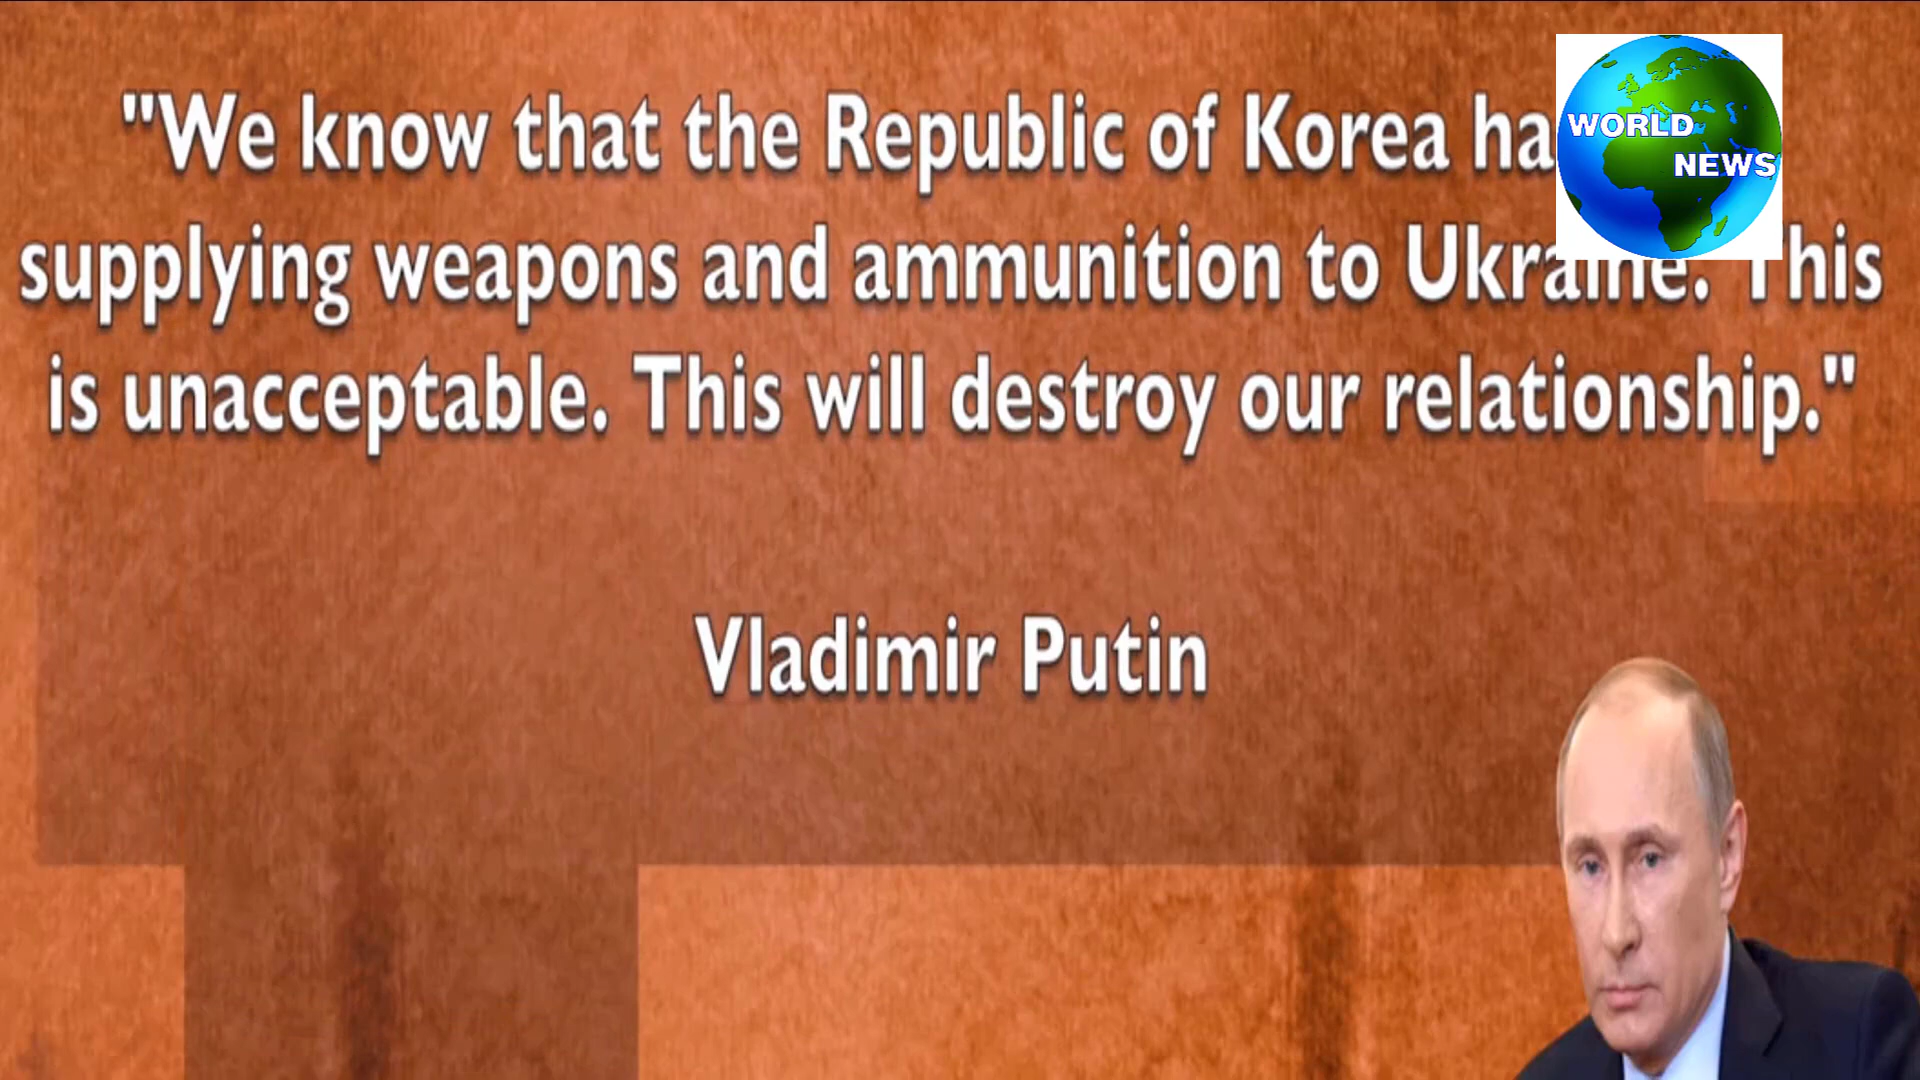 "We know that the Republic of Korea ha
supplying weapons and ammunition to Ukraine. This
is unacceptable. This will destroy our relationship."
Vladimir Putin
WORLD
NEWS